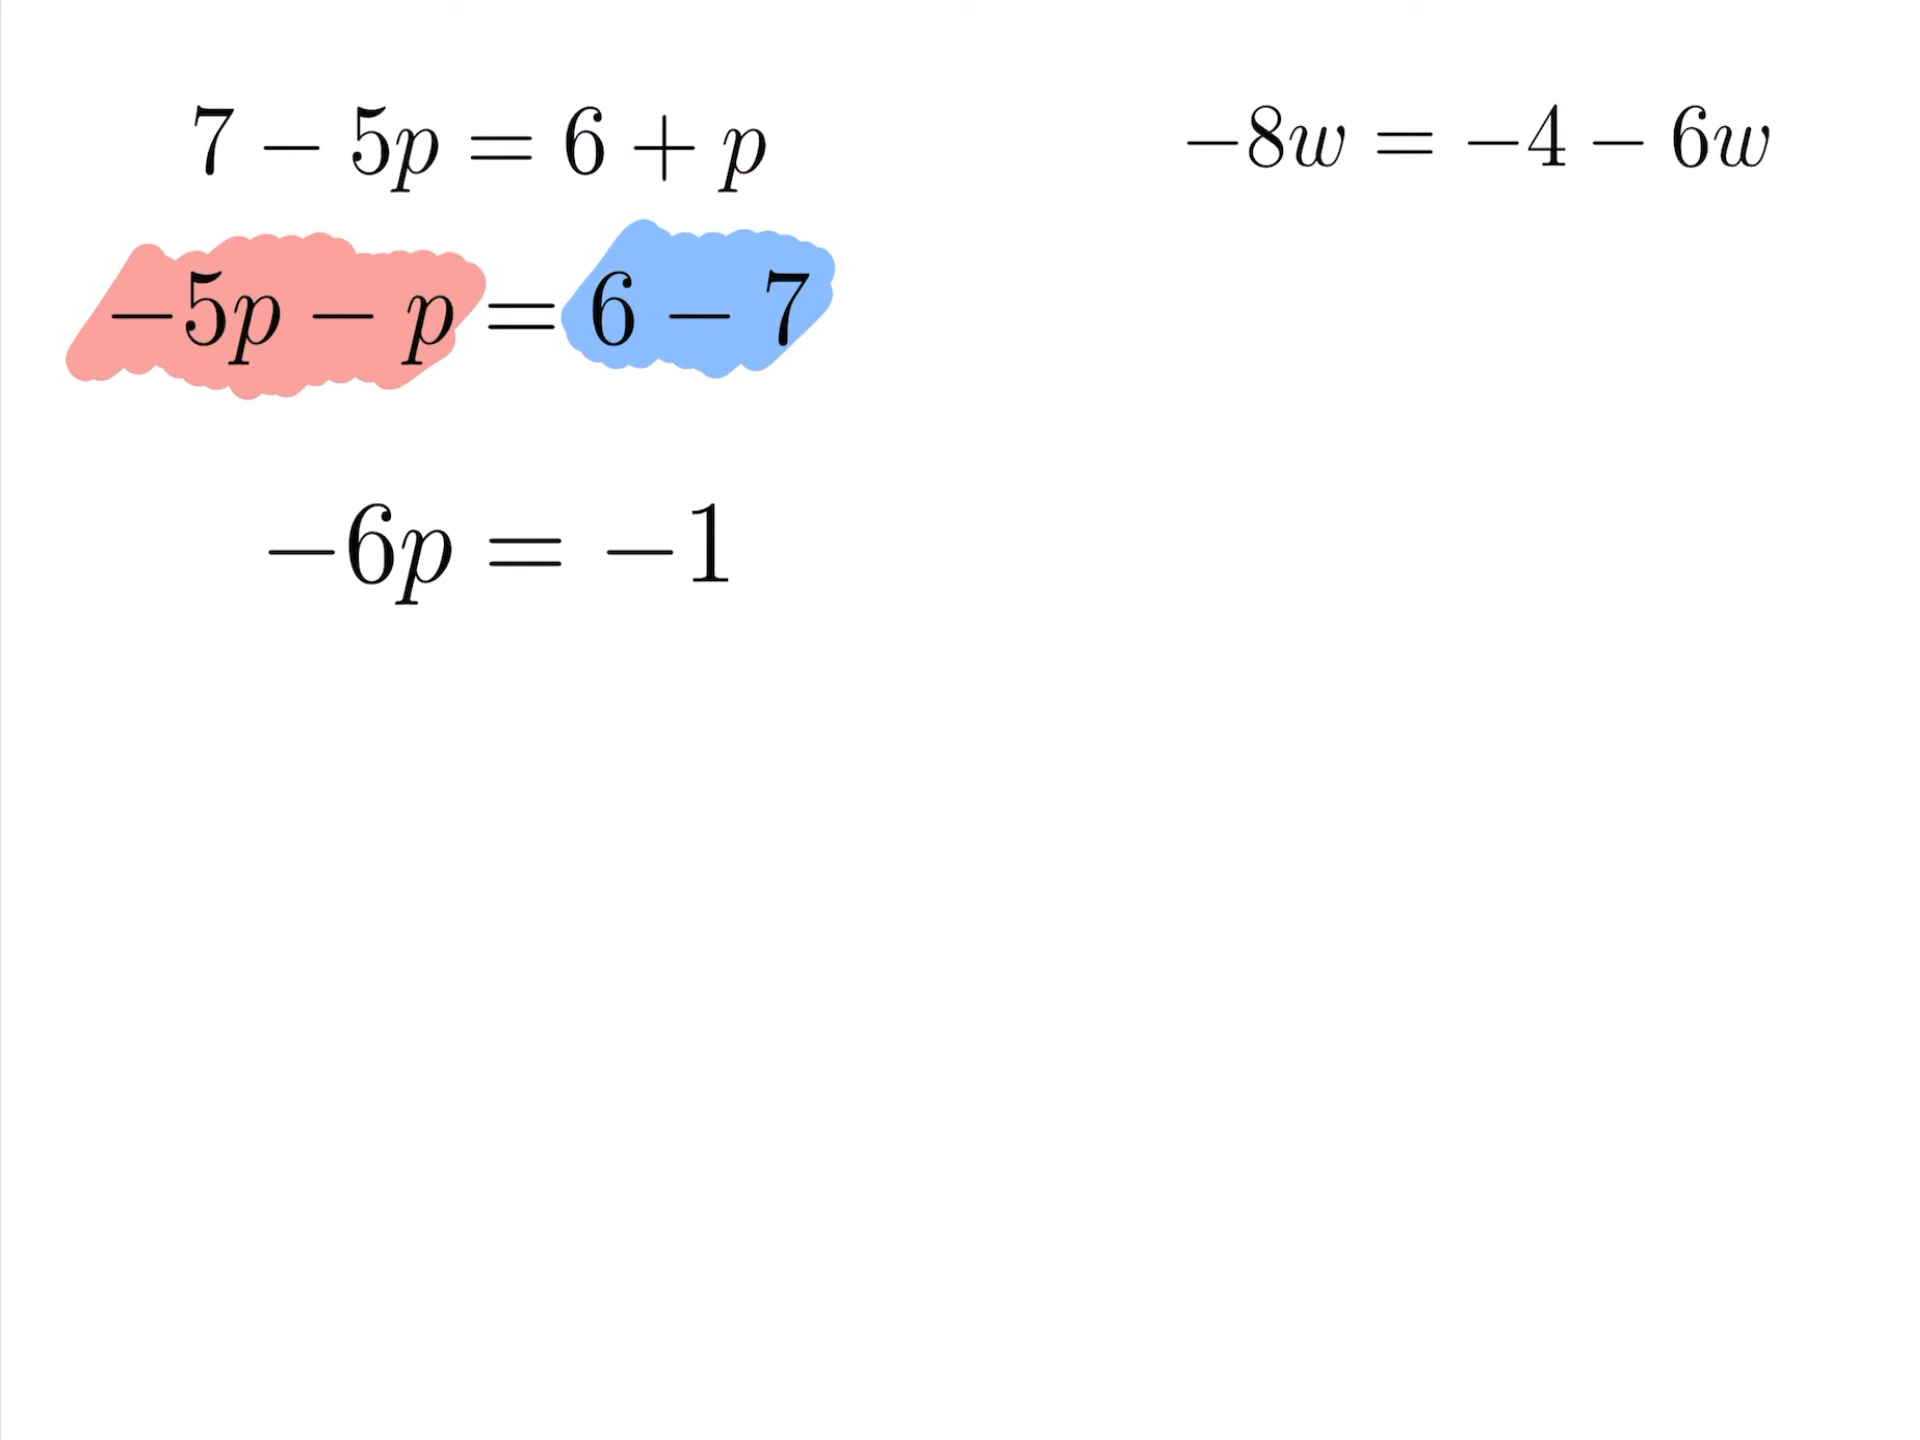 7 − 5p = 6 + p
−5p − p = 6 − 7
−6p = −1
−8w = −4 − 6w